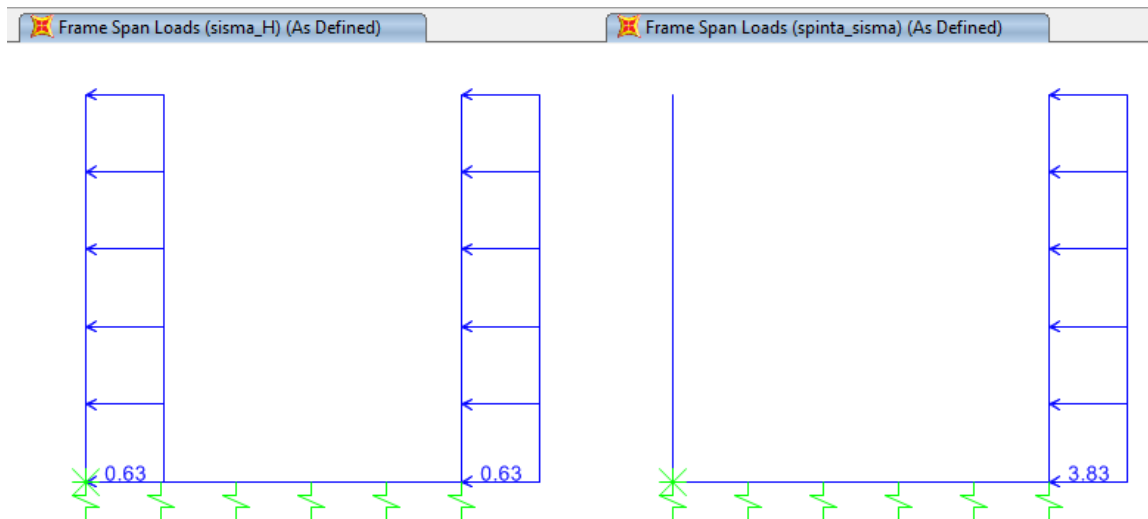 Frame Span Loads (sisma_H) (As Defined)
Frame Span Loads (spinta_sisma) (As Defined)
0.63
0.63
3.83